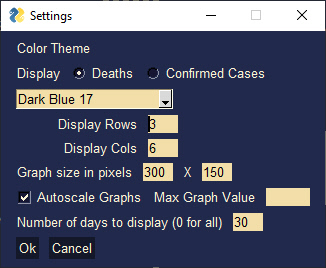 Settings
Color Theme
Display Deaths Confirmed Cases
Dark Blue 17
Display Rows 3
Display Cols 6
Graph size in pixels 300 X 150
Autoscale Graphs Max Graph Value
Number of days to display (0 for all) 30
Ok Cancel